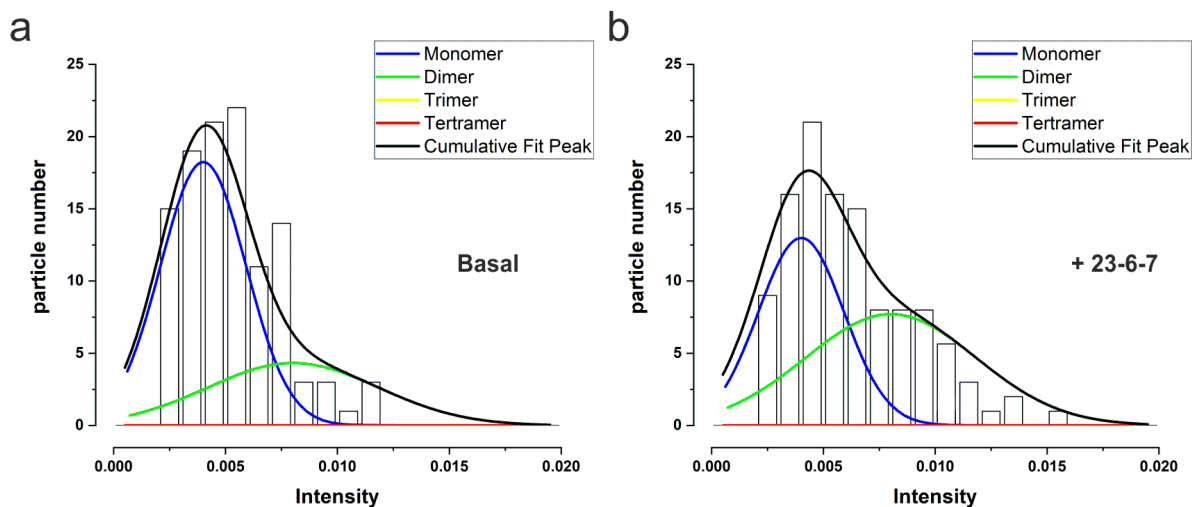 a
Monomer
Dimer
Trimer
Tertramer
Cumulative Fit Peak
25
20
15
10
5
0
particle number
Basal
0.000
0.005
0.010
0.015
0.020
Intensity
b
Monomer
Dimer
Trimer
Tertramer
Cumulative Fit Peak
25
20
15
10
5
0
particle number
+ 23-6-7
0.000
0.005
0.010
0.015
0.020
Intensity